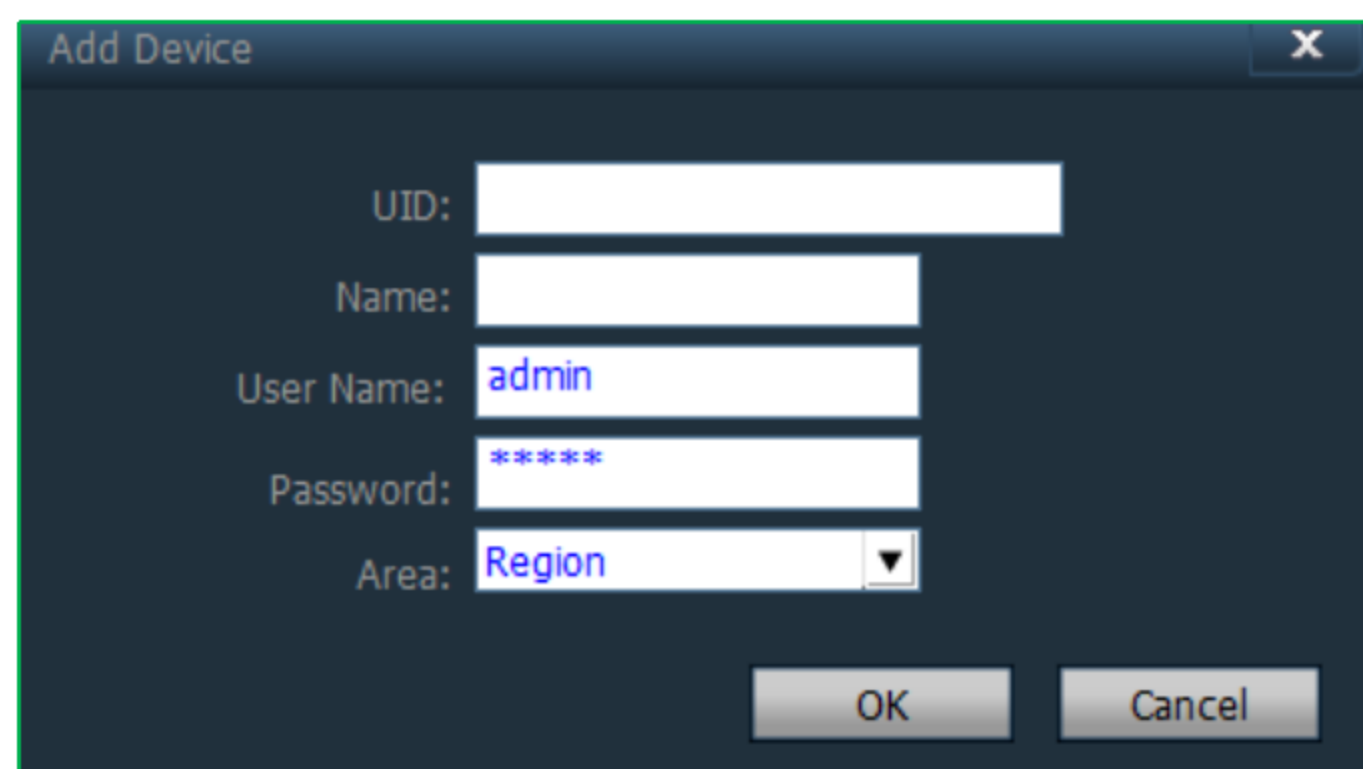 Add Device x
UID:
Name:
User Name: admin
Password: *****
Area: Region
OK Cancel